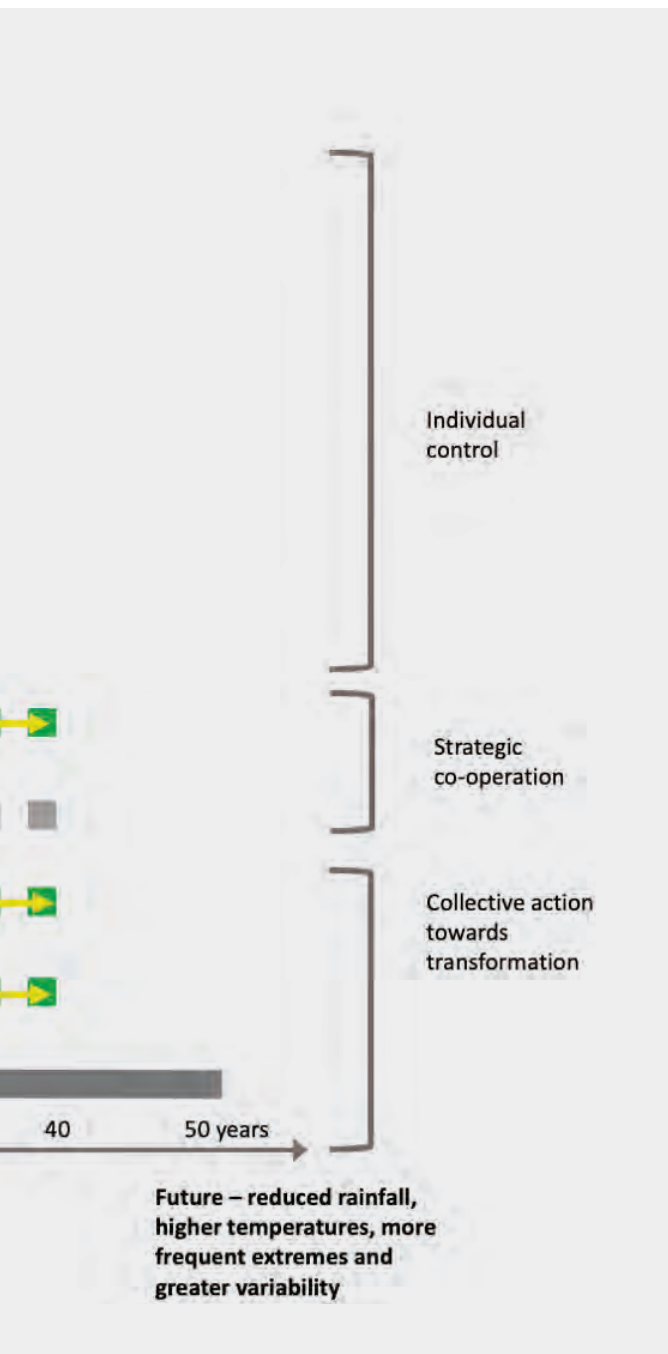 Individual
control
Strategic
co-operation
Collective action
towards
transformation
40
50 years
Future – reduced rainfall,
higher temperatures, more
frequent extremes and
greater variability